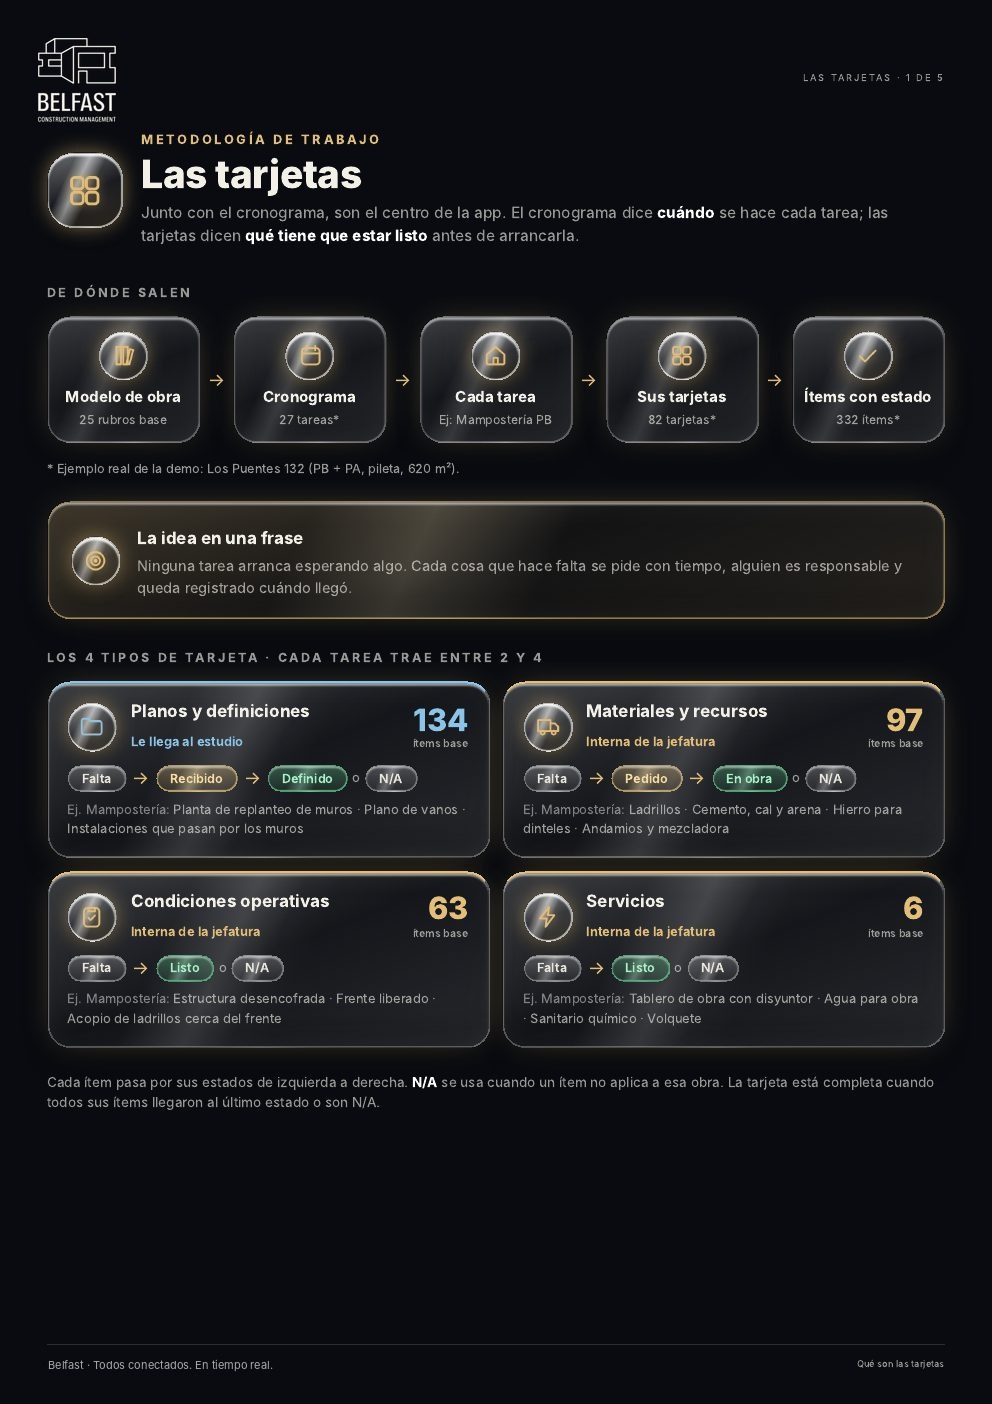 BELFAST
CONSTRUCTION MANAGEMENT
LAS TARJETAS · 1 DE 5
METODOLOGÍA DE TRABAJO
Las tarjetas
Junto con el cronograma, son el centro de la app. El cronograma dice cuándo se hace cada tarea; las
tarjetas dicen qué tiene que estar listo antes de arrancarla.
DE DÓNDE SALEN
Modelo de obra
25 rubros base
→
Cronograma
27 tareas*
→
Cada tarea
Ej: Mampostería PB
→
Sus tarjetas
82 tarjetas*
→
Ítems con estado
332 ítems*
* Ejemplo real de la demo: Los Puentes 132 (PB + PA, pileta, 620 m²).
La idea en una frase
Ninguna tarea arranca esperando algo. Cada cosa que hace falta se pide con tiempo, alguien es responsable y
queda registrado cuándo llegó.
LOS 4 TIPOS DE TARJETA · CADA TAREA TRAE ENTRE 2 Y 4
Planos y definiciones
Le llega al estudio
134
ítems base
Falta → Recibido → Definido o N/A
Ej. Mampostería: Planta de replanteo de muros · Plano de vanos ·
Instalaciones que pasan por los muros
Materiales y recursos
Interna de la jefatura
97
ítems base
Falta → Pedido → En obra o N/A
Ej. Mampostería: Ladrillos · Cemento, cal y arena · Hierro para
dinteles · Andamios y mezcladora
Condiciones operativas
Interna de la jefatura
63
ítems base
Falta → Listo o N/A
Ej. Mampostería: Estructura desencofrada · Frente liberado ·
Acopio de ladrillos cerca del frente
Servicios
Interna de la jefatura
6
ítems base
Falta → Listo o N/A
Ej. Mampostería: Tablero de obra con disyuntor · Agua para obra
· Sanitario químico · Volquete
Cada ítem pasa por sus estados de izquierda a derecha. N/A se usa cuando un ítem no aplica a esa obra. La tarjeta está completa cuando
todos sus ítems llegaron al último estado o son N/A.
Belfast · Todos conectados. En tiempo real.
Qué son las tarjetas